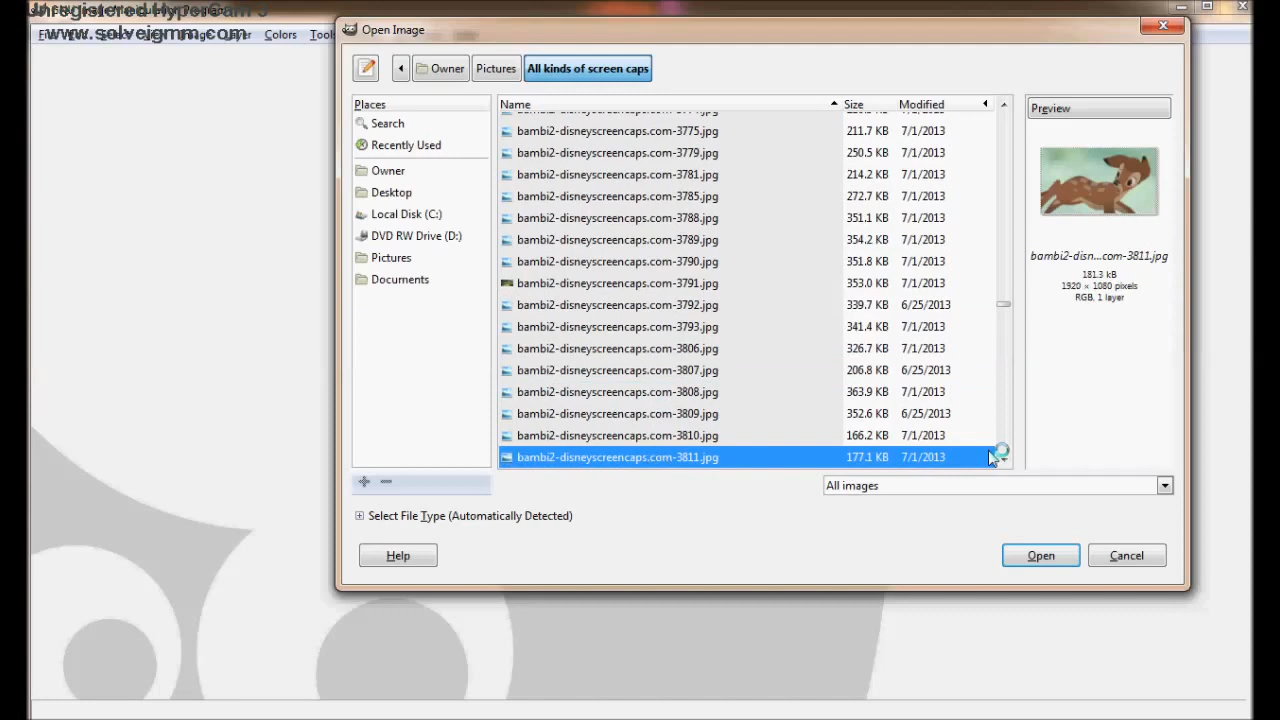 Unregistered HyperCam 3
www.solveigmm.com
Colors Tools
Open Image
Owner Pictures All kinds of screen caps
Places
Search
Recently Used
Owner
Desktop
Local Disk (C:)
DVD RW Drive (D:)
Pictures
Documents
Name Size Modified
bambi2-disneyscreencaps.com-3775.jpg 211.7 KB 7/1/2013
bambi2-disneyscreencaps.com-3779.jpg 250.5 KB 7/1/2013
bambi2-disneyscreencaps.com-3781.jpg 214.2 KB 7/1/2013
bambi2-disneyscreencaps.com-3785.jpg 272.7 KB 7/1/2013
bambi2-disneyscreencaps.com-3788.jpg 351.1 KB 7/1/2013
bambi2-disneyscreencaps.com-3789.jpg 354.2 KB 7/1/2013
bambi2-disneyscreencaps.com-3790.jpg 351.8 KB 7/1/2013
bambi2-disneyscreencaps.com-3791.jpg 353.0 KB 7/1/2013
bambi2-disneyscreencaps.com-3792.jpg 339.7 KB 6/25/2013
bambi2-disneyscreencaps.com-3793.jpg 341.4 KB 7/1/2013
bambi2-disneyscreencaps.com-3806.jpg 326.7 KB 7/1/2013
bambi2-disneyscreencaps.com-3807.jpg 206.8 KB 6/25/2013
bambi2-disneyscreencaps.com-3808.jpg 363.9 KB 7/1/2013
bambi2-disneyscreencaps.com-3809.jpg 352.6 KB 6/25/2013
bambi2-disneyscreencaps.com-3810.jpg 166.2 KB 7/1/2013
bambi2-disneyscreencaps.com-3811.jpg 177.1 KB 7/1/2013
Preview
bambi2-disn...com-3811.jpg
181.3 kB
1920 × 1080 pixels
RGB, 1 layer
All images
Select File Type (Automatically Detected)
Help Open Cancel